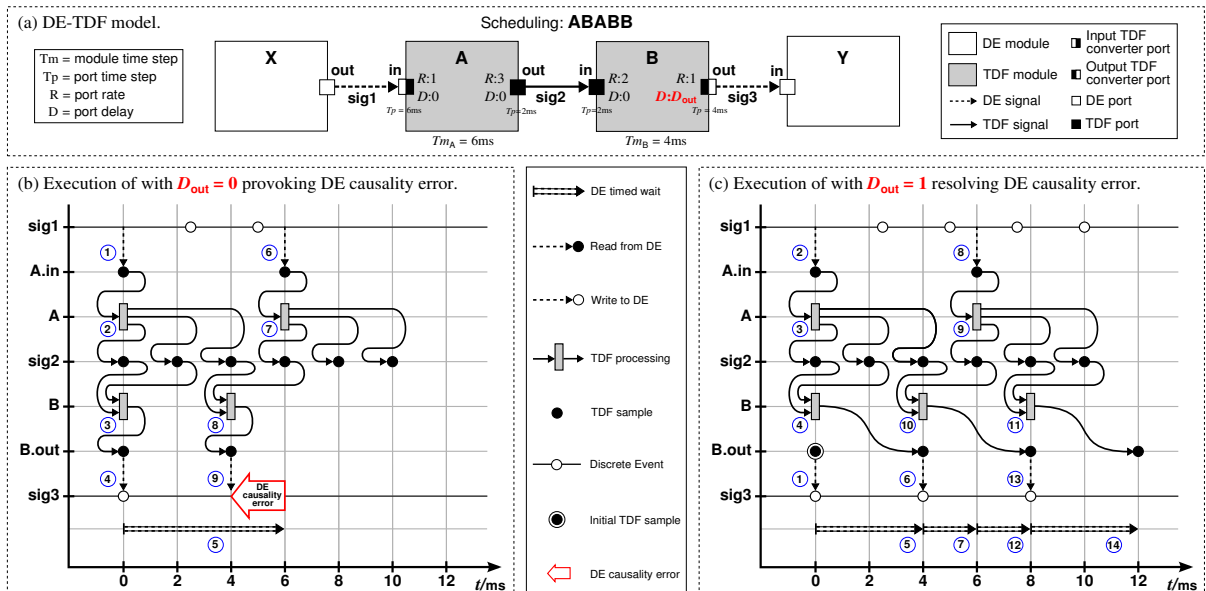 (a) DE-TDF model.
Scheduling: ABABB
Tm = module time step
Tp = port time step
R = port rate
D = port delay
X
out
sig1
in
A
R:1
D:0
Tp = 6ms
R:3
D:0
out
Tp=2ms
TmA = 6ms
sig2
in
B
R:2
D:0
Tp=2ms
R:1
D:Dout
out
Tp = 4ms
TmB = 4ms
sig3
in
Y
DE module
TDF module
DE signal
TDF signal
Input TDF
converter port
Output TDF
converter port
DE port
TDF port
(b) Execution of with Dout = 0 provoking DE causality error.
sig1
A.in
A
sig2
B
B.out
sig3
1
6
2
7
3
8
4
9
DE
causality
error
5
0 2 4 6 8 10 t/ms
DE timed wait
Read from DE
Write to DE
TDF processing
TDF sample
Discrete Event
Initial TDF sample
DE causality error
(c) Execution of with Dout = 1 resolving DE causality error.
sig1
A.in
A
sig2
B
B.out
sig3
2
8
3
9
4
10
11
1
6
13
5
7
12
14
0 2 4 6 8 10 12 t/ms